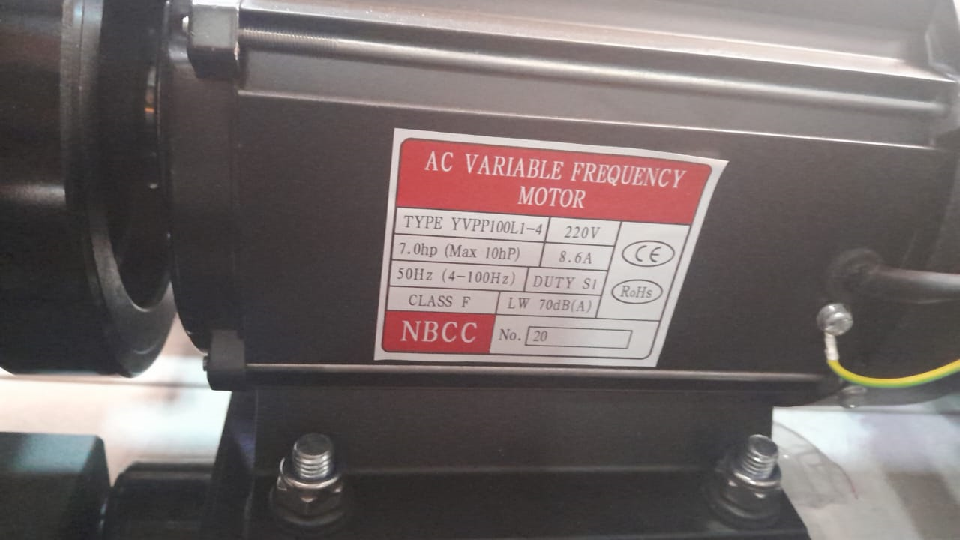 AC VARIABLE FREQUENCY
MOTOR
TYPE YVPP100L1-4 220V
7.0hp (Max 10hP) 8.6A
CE
50Hz (4-100Hz) DUTY S1
RoHs
CLASS F LW 70dB(A)
NBCC No. 20